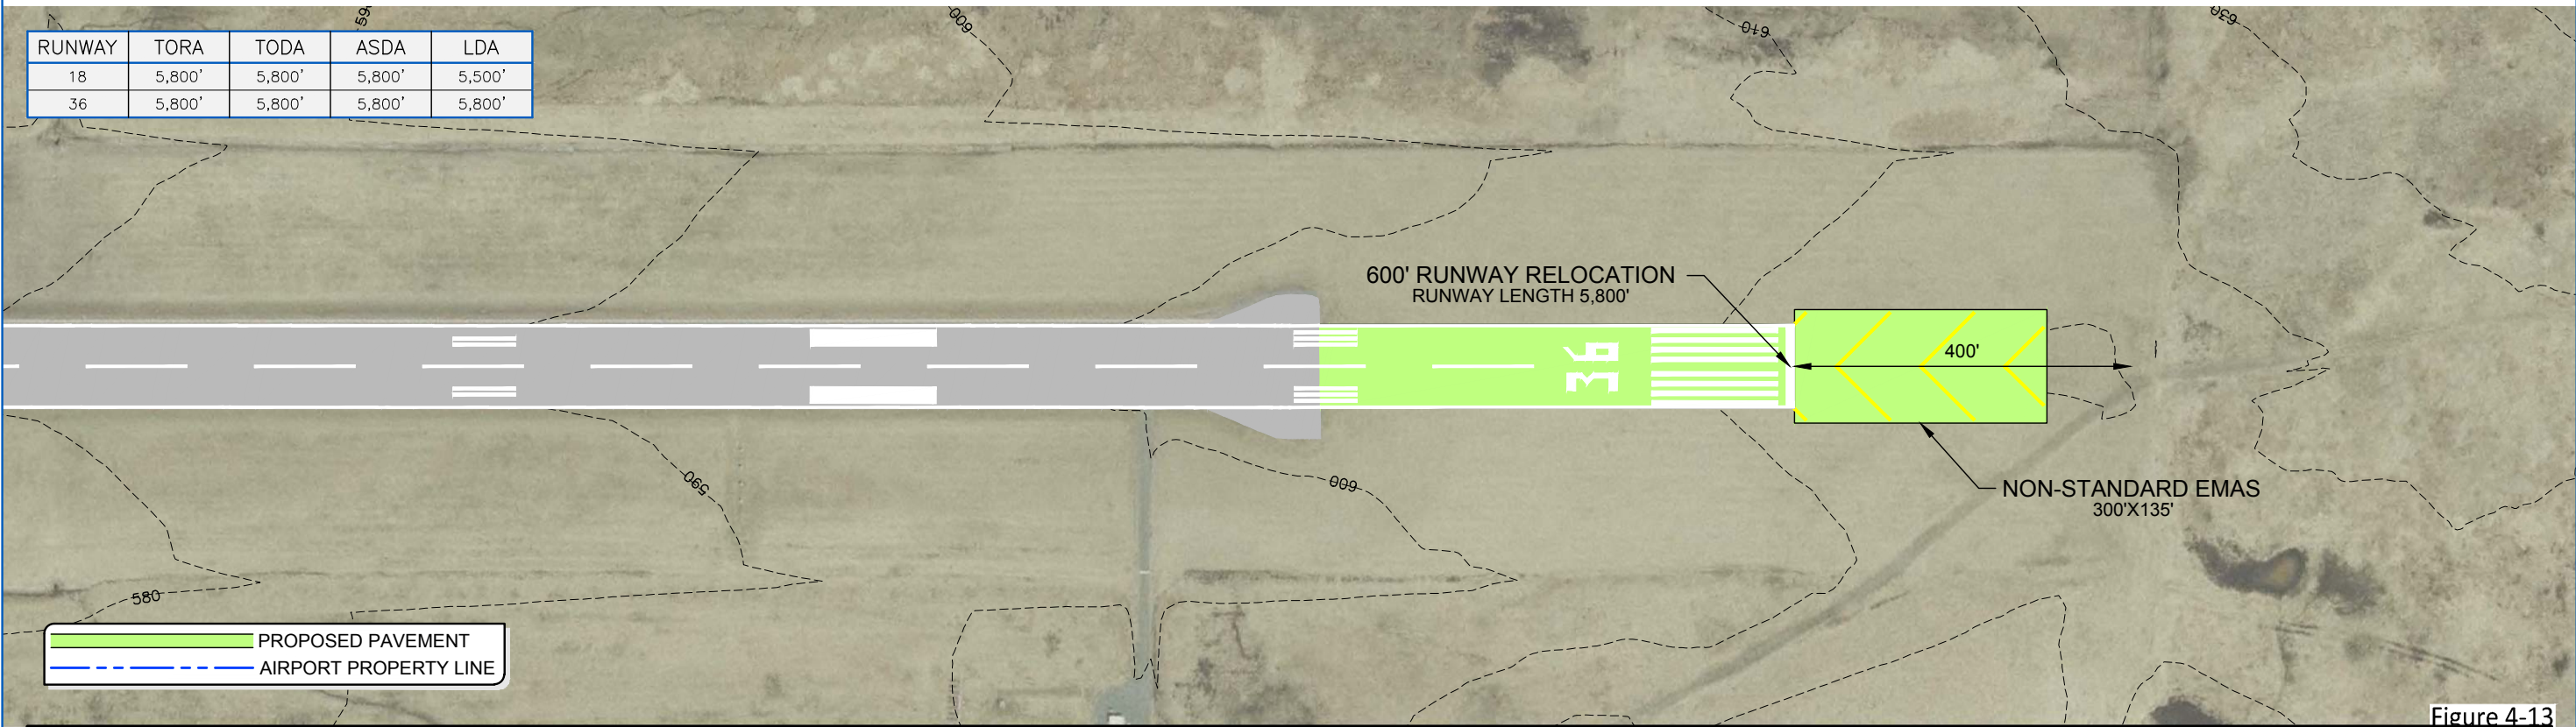 RUNWAY TORA TODA ASDA LDA
18 5,800' 5,800' 5,800' 5,500'
36 5,800' 5,800' 5,800' 5,800'
590
600
610
630
600' RUNWAY RELOCATION
RUNWAY LENGTH 5,800'
36
400'
590
600
NON-STANDARD EMAS
300'X135'
580
PROPOSED PAVEMENT
AIRPORT PROPERTY LINE
Figure 4-13